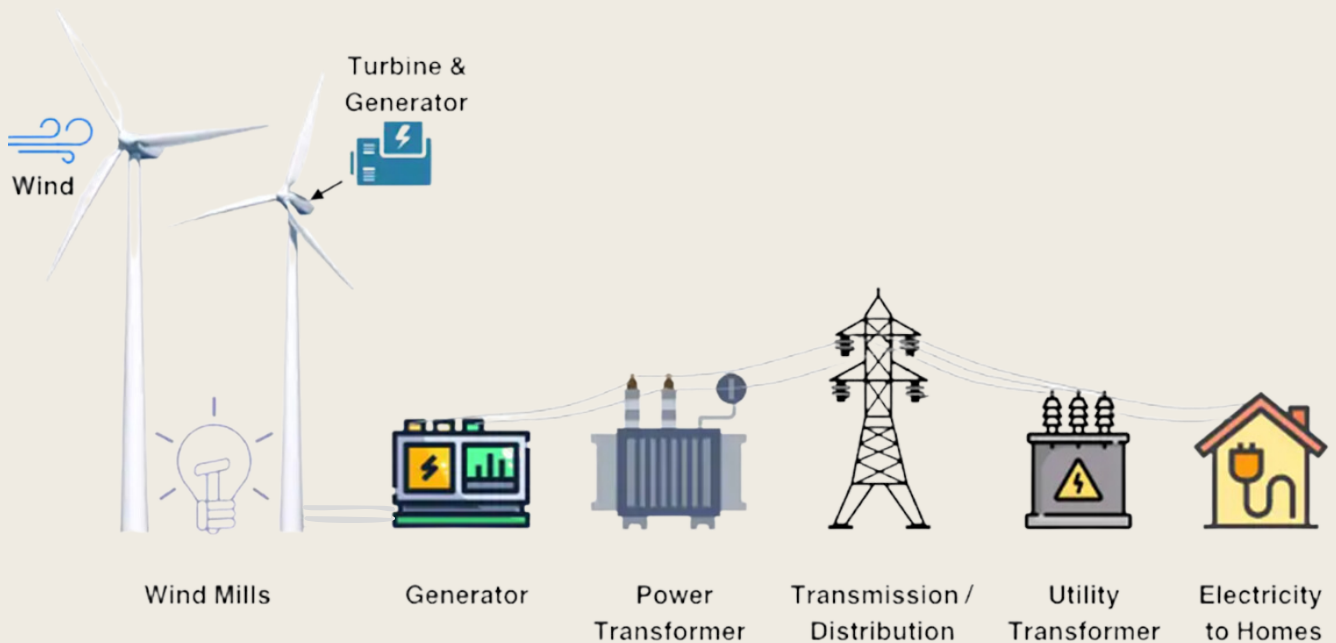 Turbine &
Generator
Wind
Wind Mills
Generator
Power
Transformer
Transmission /
Distribution
Utility
Transformer
Electricity
to Homes